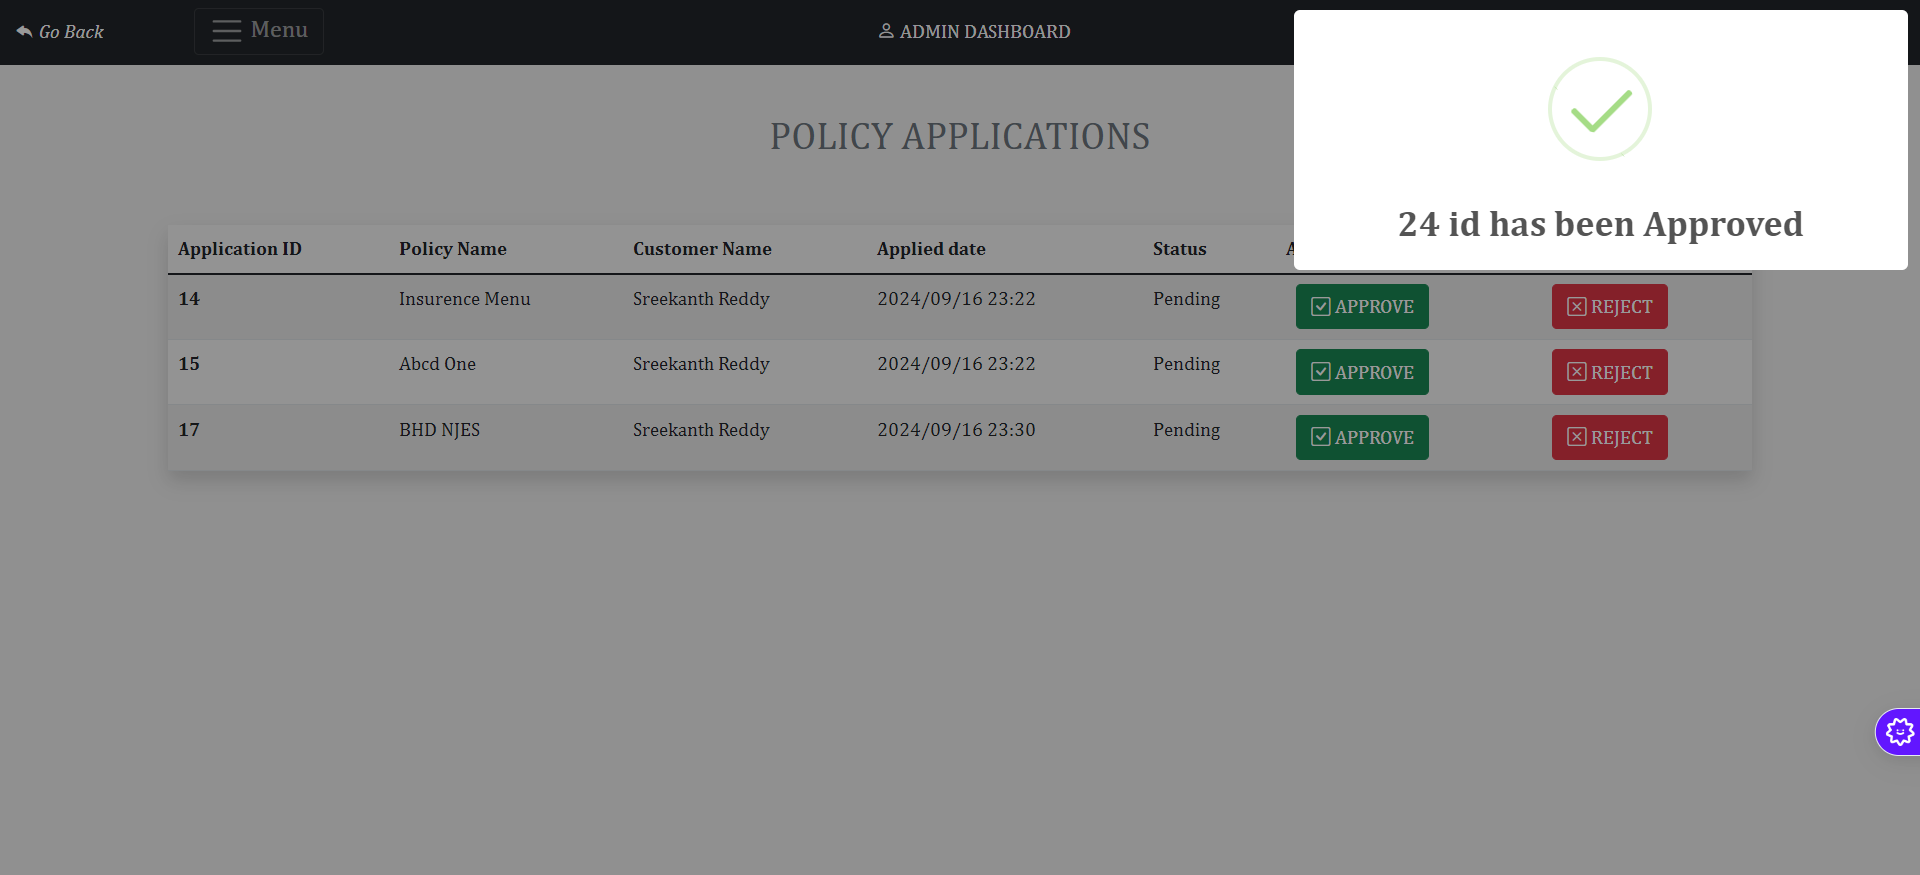 Go Back
Menu
ADMIN DASHBOARD
24 id has been Approved
POLICY APPLICATIONS
Application ID Policy Name Customer Name Applied date Status
14 Insurence Menu Sreekanth Reddy 2024/09/16 23:22 Pending APPROVE REJECT
15 Abcd One Sreekanth Reddy 2024/09/16 23:22 Pending APPROVE REJECT
17 BHD NJES Sreekanth Reddy 2024/09/16 23:30 Pending APPROVE REJECT